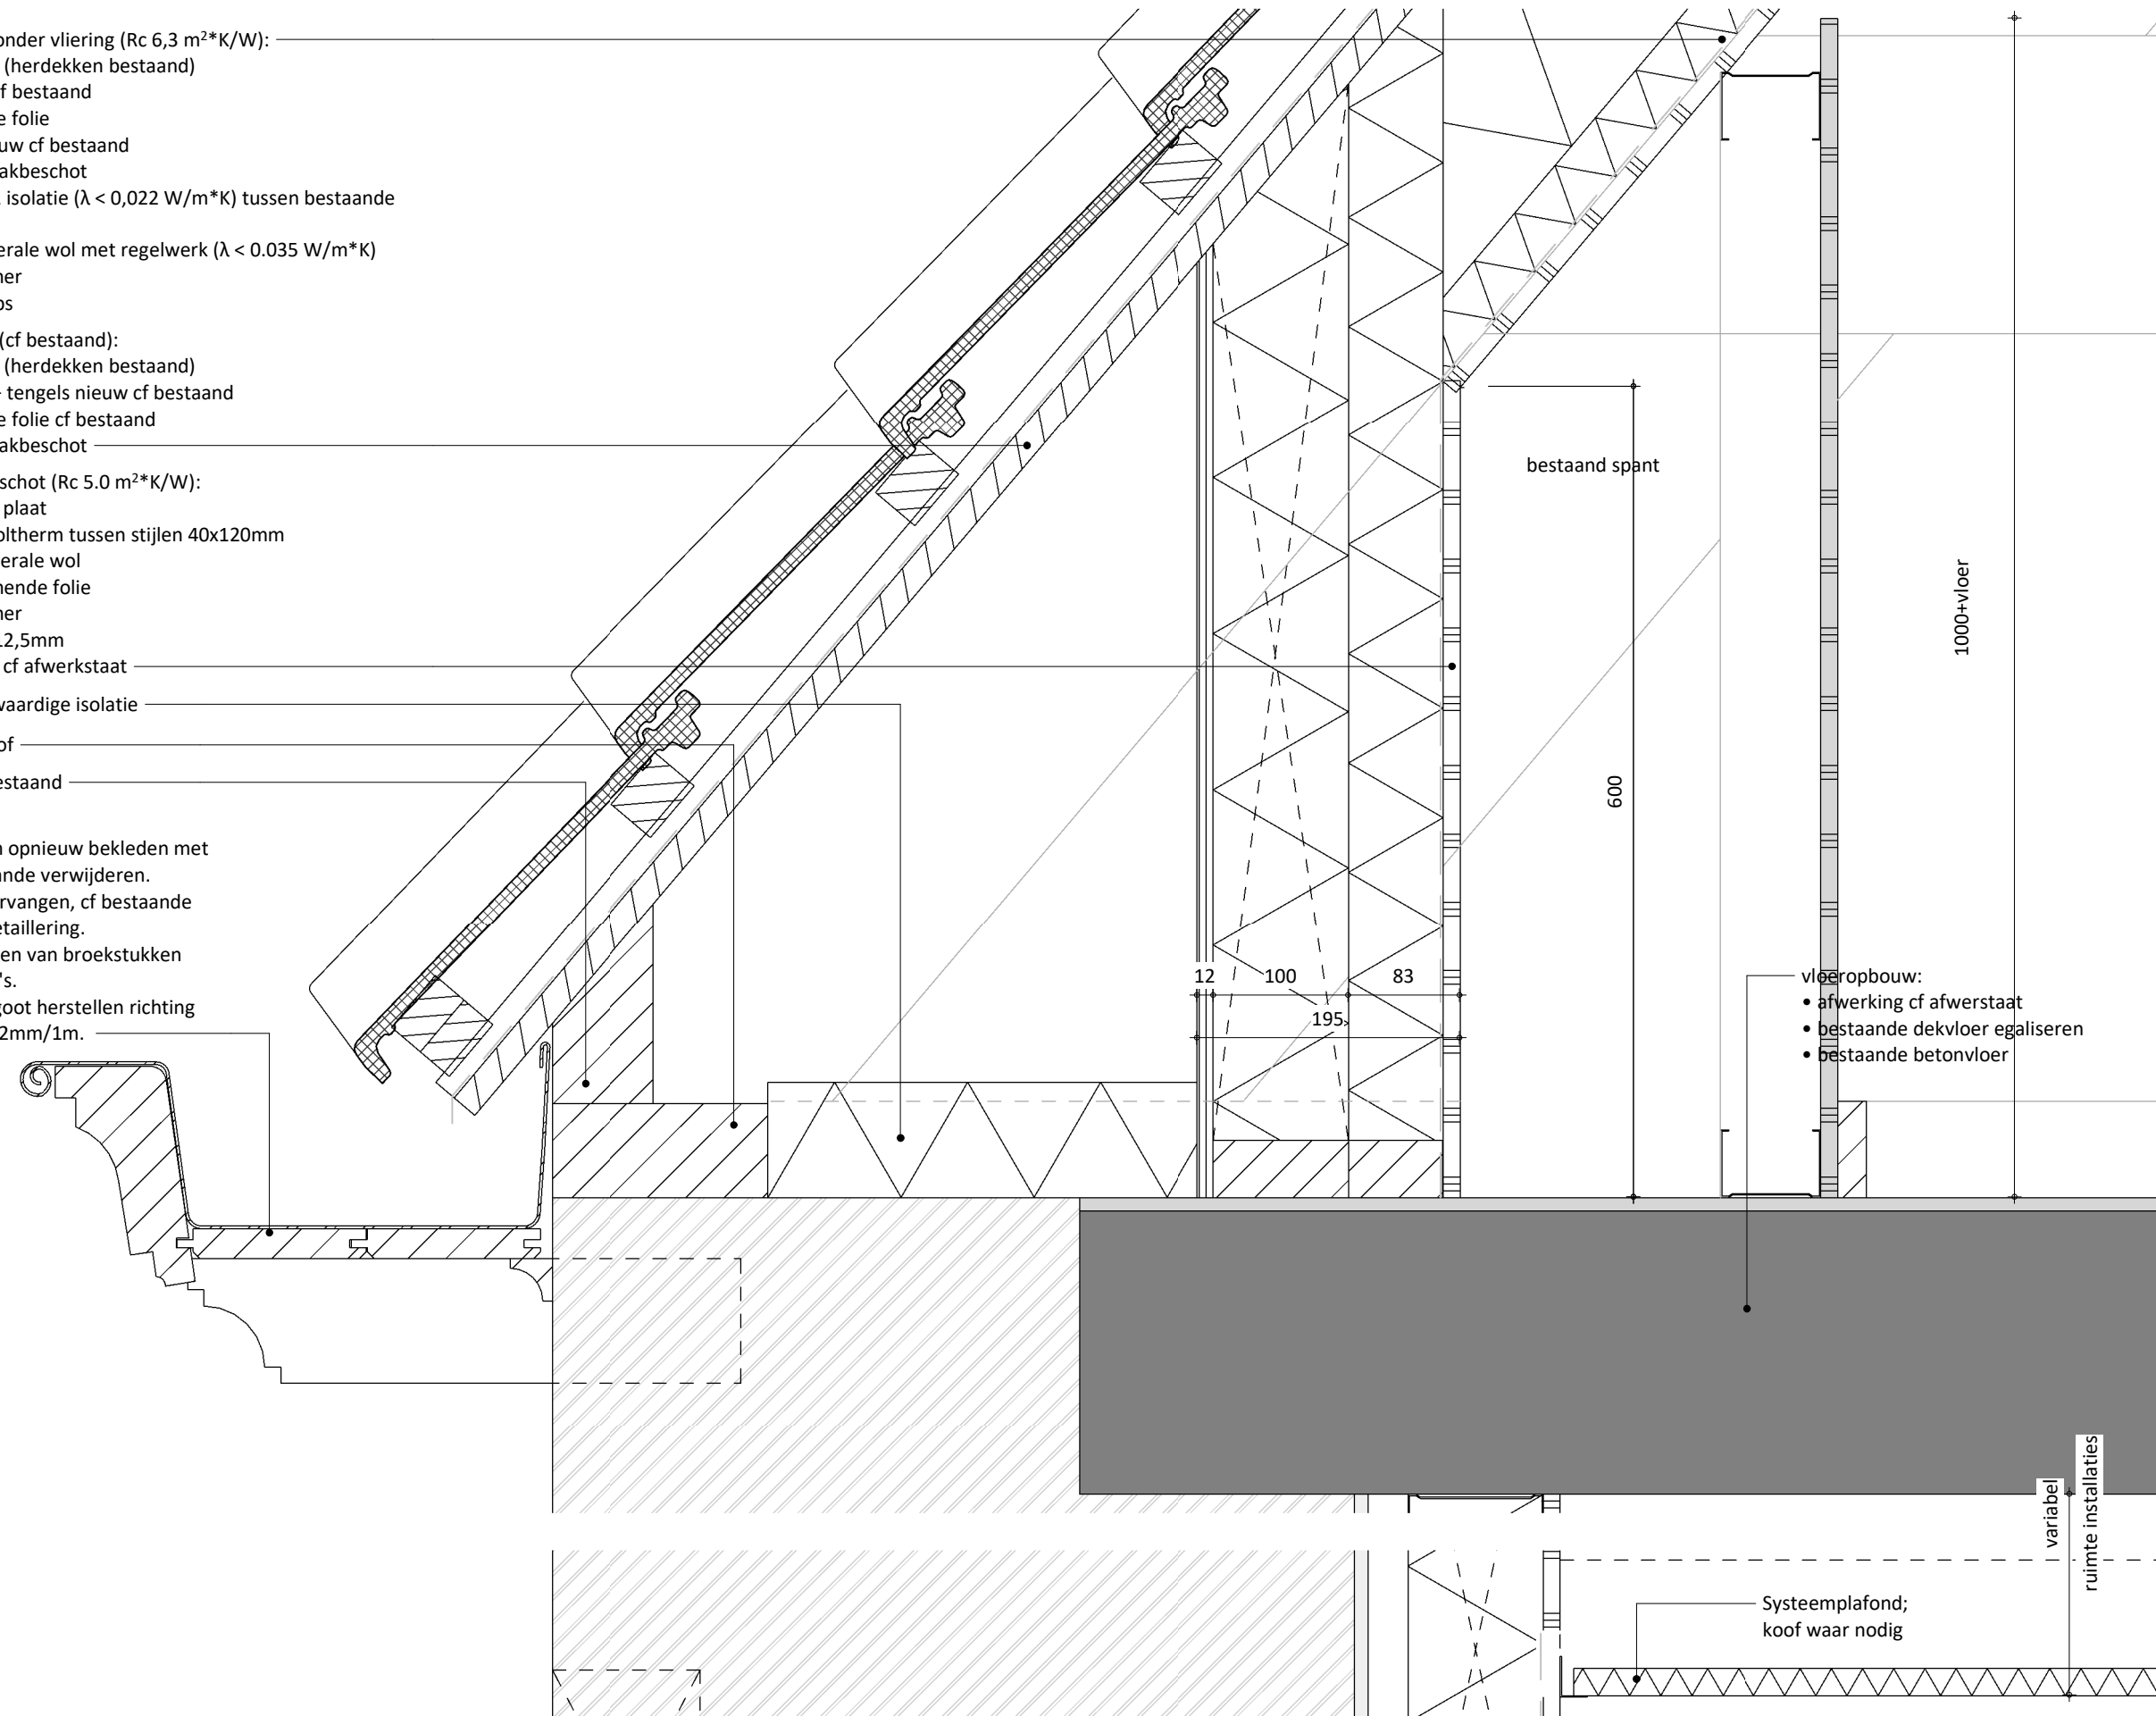 onder vliering (Rc 6,3 m²*K/W):
(herdekken bestaand)
f bestaand
e folie
uw cf bestaand
akbeschot
isolatie (λ < 0,022 W/m*K) tussen bestaande
erale wol met regelwerk (λ < 0.035 W/m*K)
ner
os
(cf bestaand):
(herdekken bestaand)
- tengels nieuw cf bestaand
e folie cf bestaand
akbeschot
schot (Rc 5.0 m²*K/W):
plaat
oltherm tussen stijlen 40x120mm
erale wol
nende folie
ner
12,5mm
cf afwerkstaat
waardige isolatie
of
estaand
n opnieuw bekleden met
ande verwijderen.
rvangen, cf bestaande
etaillering.
en van broekstukken
's.
goot herstellen richting
2mm/1m.
bestaand spant
1000+vloer
600
12
100
83
195
vloeropbouw:
• afwerking cf afwerstaat
• bestaande dekvloer egaliseren
• bestaande betonvloer
variabel
ruimte installaties
Systeemplafond;
koof waar nodig